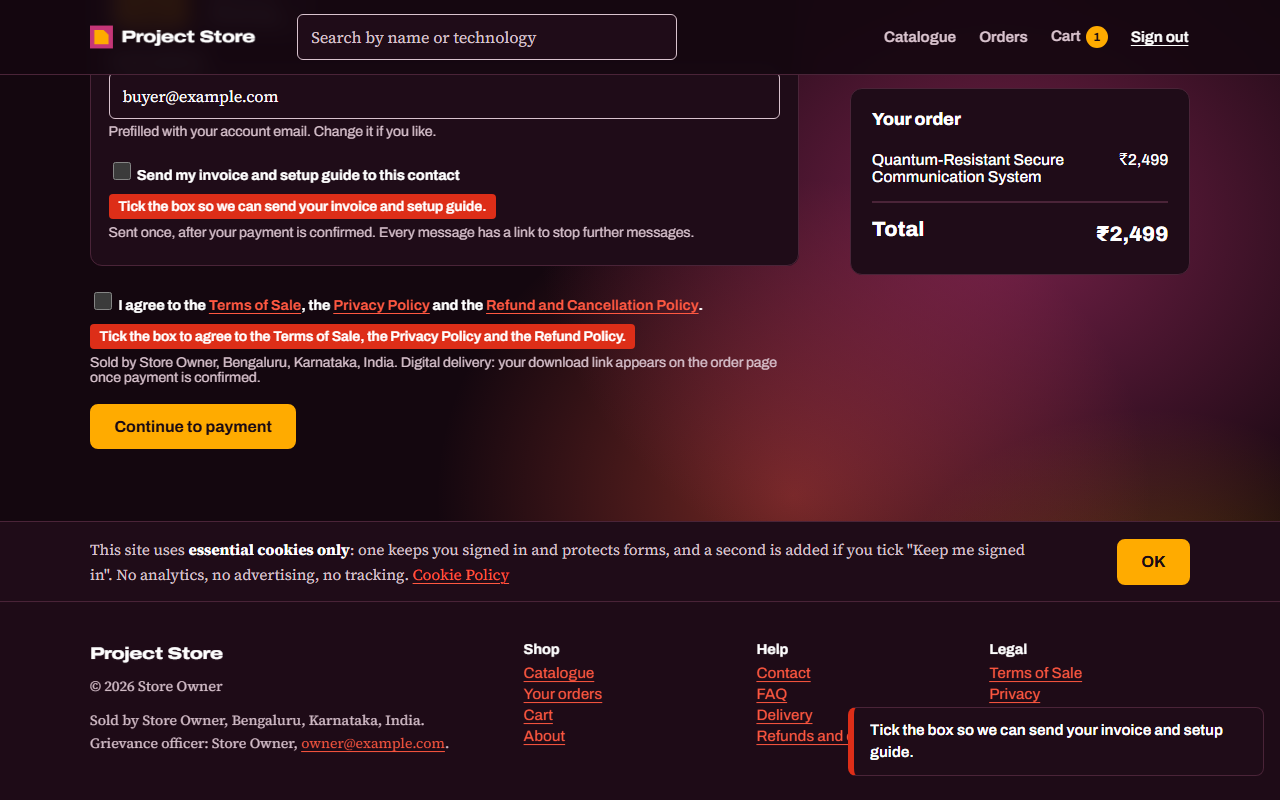 Project Store
Search by name or technology
Catalogue
Orders
Cart 1
Sign out
buyer@example.com
Prefilled with your account email. Change it if you like.
Send my invoice and setup guide to this contact
Tick the box so we can send your invoice and setup guide.
Sent once, after your payment is confirmed. Every message has a link to stop further messages.
I agree to the Terms of Sale, the Privacy Policy and the Refund and Cancellation Policy.
Tick the box to agree to the Terms of Sale, the Privacy Policy and the Refund Policy.
Sold by Store Owner, Bengaluru, Karnataka, India. Digital delivery: your download link appears on the order page
once payment is confirmed.
Continue to payment
Your order
Quantum-Resistant Secure ₹2,499
Communication System
Total ₹2,499
This site uses essential cookies only: one keeps you signed in and protects forms, and a second is added if you tick "Keep me signed
in". No analytics, no advertising, no tracking. Cookie Policy
OK
Project Store
© 2026 Store Owner
Sold by Store Owner, Bengaluru, Karnataka, India.
Grievance officer: Store Owner, owner@example.com.
Shop
Catalogue
Your orders
Cart
About
Help
Contact
FAQ
Delivery
Refunds and
Legal
Terms of Sale
Privacy
Tick the box so we can send your invoice and setup
guide.